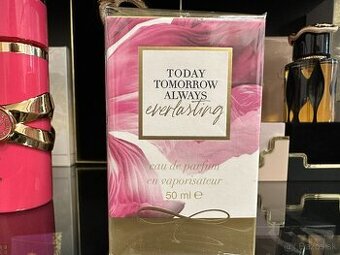 TODAY
TOMORROW
ALWAYS
everlasting
eau de parfum
en vaporisateur
50 ml e